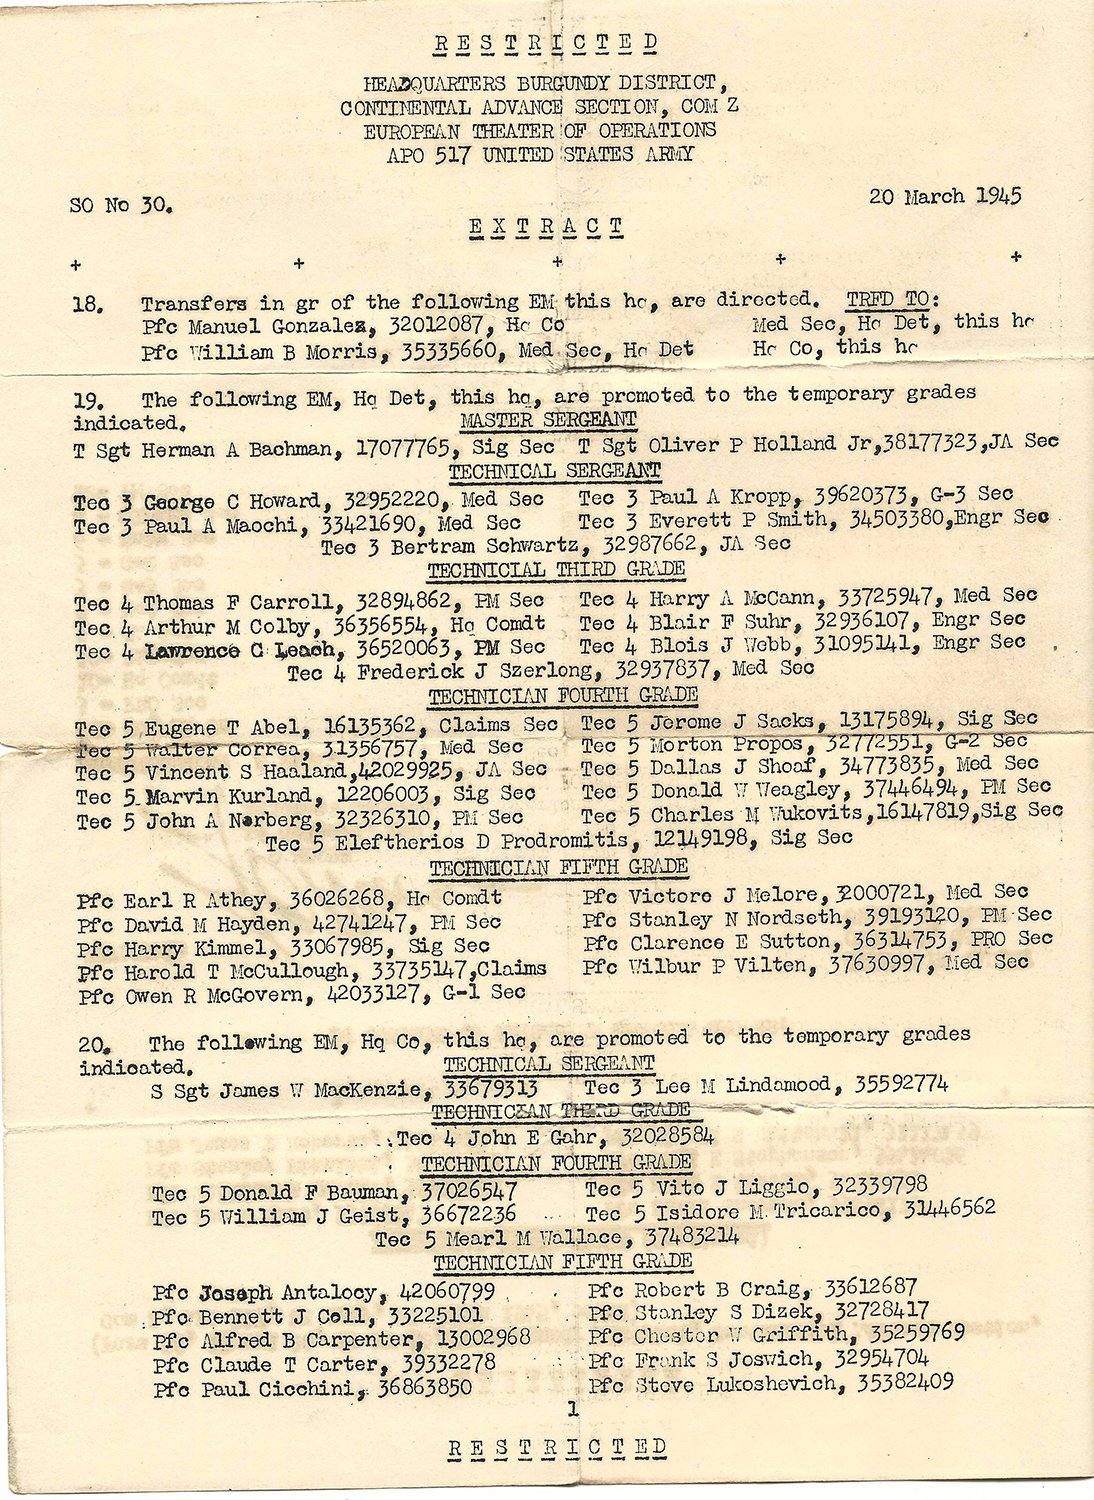 R E S T R I C T E D
HEADQUARTERS BURGUNDY DISTRICT,
CONTINENTAL ADVANCE SECTION, COM Z
EUROPEAN THEATER OF OPERATIONS
APO 517 UNITED STATES ARMY
SO No 30. 20 March 1945
E X T R A C T
+ + + + +
18. Transfers in gr of the following EM this hq, are directed. TRFD TO:
Pfc Manuel Gonzalez, 32012087, Hq Co Med Sec, Hq Det, this hq
Pfc William B Morris, 35335660, Med Sec, Hq Det Hq Co, this hq
19. The following EM, Hq Det, this hq, are promoted to the temporary grades
indicated. MASTER SERGEANT
T Sgt Herman A Bachman, 17077765, Sig Sec T Sgt Oliver P Holland Jr,38177323,JA Sec
TECHNICAL SERGEANT
Tec 3 George C Howard, 32952220, Med Sec Tec 3 Paul A Kropp, 39620373, G-3 Sec
Tec 3 Paul A Maochi, 33421690, Med Sec Tec 3 Everett P Smith, 34503380,Engr Sec
Tec 3 Bertram Schwartz, 32987662, JA Sec
TECHNICIAL THIRD GRADE
Tec 4 Thomas F Carroll, 32894862, PM Sec Tec 4 Harry A McCann, 33725947, Med Sec
Tec 4 Arthur M Colby, 36356554, Hq Comdt Tec 4 Blair F Suhr, 32936107, Engr Sec
Tec 4 Lawrence C Leach, 36520063, PM Sec Tec 4 Blois J Webb, 31095141, Engr Sec
Tec 4 Frederick J Szerlong, 32937837, Med Sec
TECHNICIAN FOURTH GRADE
Tec 5 Eugene T Abel, 16135362, Claims Sec Tec 5 Jerome J Sacks, 13175894, Sig Sec
Tec 5 Walter Correa, 31356757, Med Sec Tec 5 Morton Propos, 32772551, G-2 Sec
Tec 5 Vincent S Haaland,42029925, JA Sec Tec 5 Dallas J Shoaf, 34773835, Med Sec
Tec 5 Marvin Kurland, 12206003, Sig Sec Tec 5 Donald W Weagley, 37446494, PM Sec
Tec 5 John A Norberg, 32326310, PM Sec Tec 5 Charles M Wukovits,16147819,Sig Sec
Tec 5 Eleftherios D Prodromitis, 12149198, Sig Sec
TECHNICIAN FIFTH GRADE
Pfc Earl R Athey, 36026268, Hq Comdt Pfc Victore J Melore, 32000721, Med Sec
Pfc David M Hayden, 42741247, PM Sec Pfc Stanley N Nordseth, 39193120, PM Sec
Pfc Harry Kimmel, 33067985, Sig Sec Pfc Clarence E Sutton, 36314753, PRO Sec
Pfc Harold T McCullough, 33735147,Claims Pfc Wilbur P Vilten, 37630997, Med Sec
Pfc Owen R McGovern, 42033127, G-1 Sec
20. The following EM, Hq Co, this hq, are promoted to the temporary grades
indicated. TECHNICAL SERGEANT
S Sgt James W MacKenzie, 33679313 Tec 3 Lee M Lindamood, 35592774
TECHNICIAN THIRD GRADE
Tec 4 John E Gahr, 32028584
TECHNICIAN FOURTH GRADE
Tec 5 Donald F Bauman, 37026547 Tec 5 Vito J Liggio, 32339798
Tec 5 William J Geist, 36672236 Tec 5 Isidore M Tricarico, 31446562
Tec 5 Mearl M Wallace, 37483214
TECHNICIAN FIFTH GRADE
Pfc Joseph Antalocy, 42060799 Pfc Robert B Craig, 33612687
Pfc Bennett J Coll, 33225101 Pfc Stanley S Dizek, 32728417
Pfc Alfred B Carpenter, 13002968 Pfc Chester W Griffith, 35259769
Pfc Claude T Carter, 39332278 Pfc Frank S Joswich, 32954704
Pfc Paul Cicchini, 36863850 Pfc Steve Lukoshevich, 35382409
1
R E S T R I C T E D